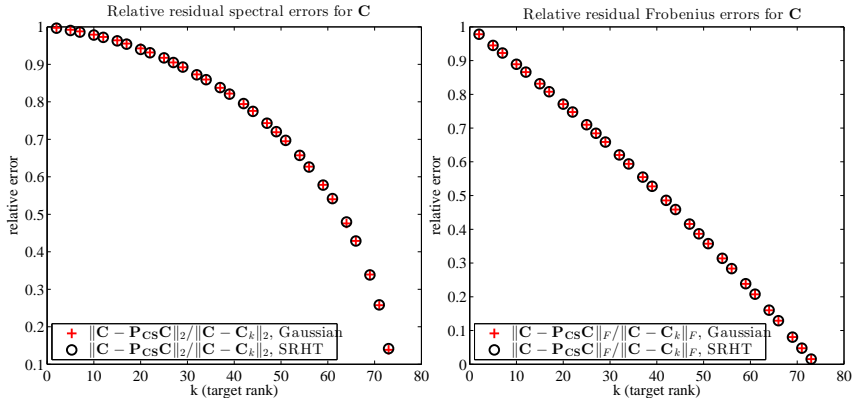 Relative residual spectral errors for C
1
0.9
0.8
0.7
0.6
0.5
0.4
0.3
0.2
0.1
relative error
‖C − P_CS C‖₂/‖C − C_k‖₂, Gaussian
‖C − P_CS C‖₂/‖C − C_k‖₂, SRHT
0 10 20 30 40 50 60 70 80
k (target rank)
Relative residual Frobenius errors for C
1
0.9
0.8
0.7
0.6
0.5
0.4
0.3
0.2
0.1
0
relative error
‖C − P_CS C‖_F/‖C − C_k‖_F, Gaussian
‖C − P_CS C‖_F/‖C − C_k‖_F, SRHT
0 10 20 30 40 50 60 70 80
k (target rank)